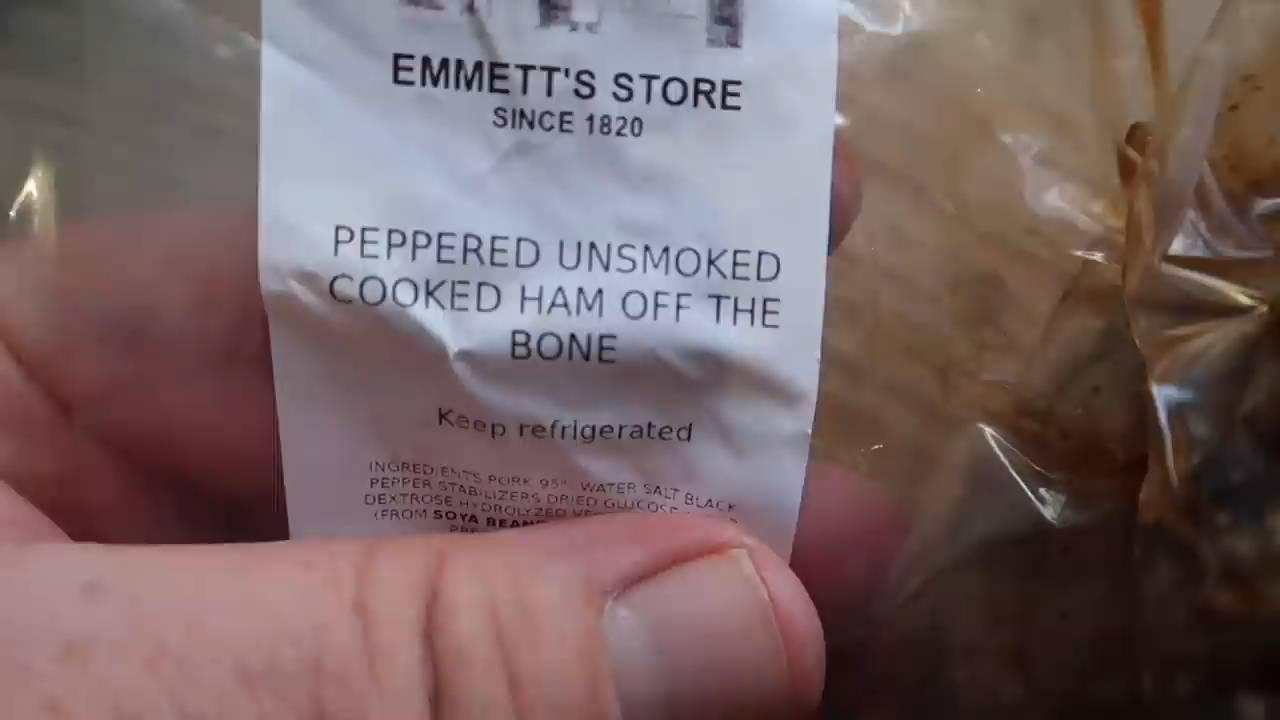 EMMETT'S STORE
SINCE 1820
PEPPERED UNSMOKED
COOKED HAM OFF THE
BONE
Keep refrigerated
INGREDIENTS PORK 95% WATER SALT BLACK
PEPPER STABILIZERS DRIED GLUCOSE
DEXTROSE HYDROLYZED
(FROM SOYA BEANS